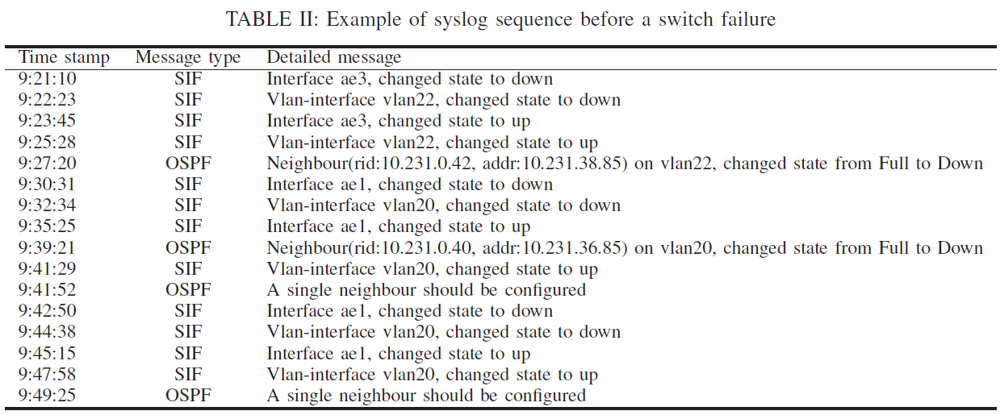 TABLE II: Example of syslog sequence before a switch failure
Time stamp Message type Detailed message
9:21:10 SIF Interface ae3, changed state to down
9:22:23 SIF Vlan-interface vlan22, changed state to down
9:23:45 SIF Interface ae3, changed state to up
9:25:28 SIF Vlan-interface vlan22, changed state to up
9:27:20 OSPF Neighbour(rid:10.231.0.42, addr:10.231.38.85) on vlan22, changed state from Full to Down
9:30:31 SIF Interface ae1, changed state to down
9:32:34 SIF Vlan-interface vlan20, changed state to down
9:35:25 SIF Interface ae1, changed state to up
9:39:21 OSPF Neighbour(rid:10.231.0.40, addr:10.231.36.85) on vlan20, changed state from Full to Down
9:41:29 SIF Vlan-interface vlan20, changed state to up
9:41:52 OSPF A single neighbour should be configured
9:42:50 SIF Interface ae1, changed state to down
9:44:38 SIF Vlan-interface vlan20, changed state to down
9:45:15 SIF Interface ae1, changed state to up
9:47:58 SIF Vlan-interface vlan20, changed state to up
9:49:25 OSPF A single neighbour should be configured